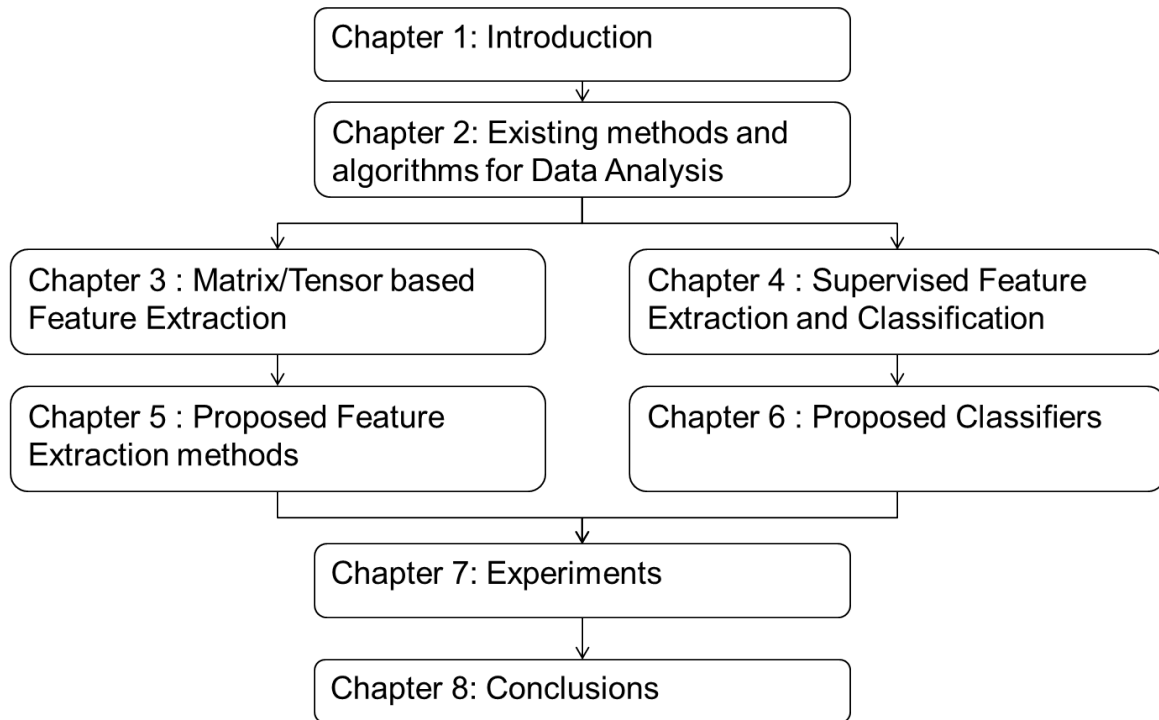 Chapter 1: Introduction
Chapter 2: Existing methods and
algorithms for Data Analysis
Chapter 3 : Matrix/Tensor based
Feature Extraction
Chapter 4 : Supervised Feature
Extraction and Classification
Chapter 5 : Proposed Feature
Extraction methods
Chapter 6 : Proposed Classifiers
Chapter 7: Experiments
Chapter 8: Conclusions